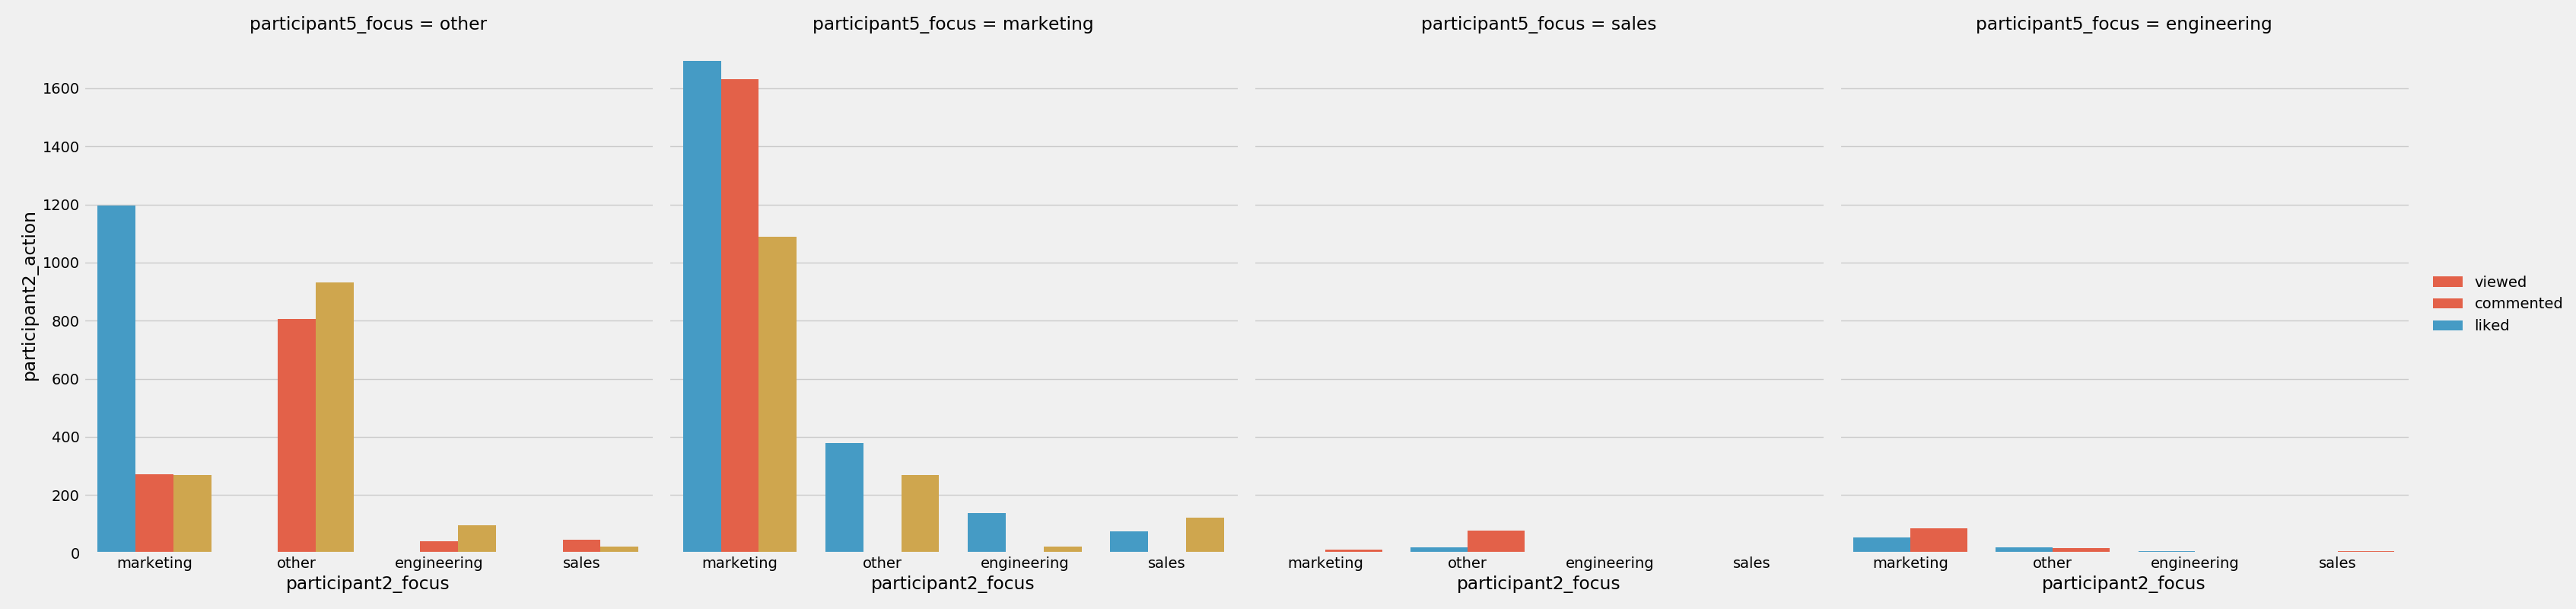 participant5_focus = other
participant5_focus = marketing
participant5_focus = sales
participant5_focus = engineering
participant2_action
1600
1400
1200
1000
800
600
400
200
0
marketing other engineering sales
marketing other engineering sales
marketing other engineering sales
marketing other engineering sales
participant2_focus
participant2_focus
participant2_focus
participant2_focus
viewed
commented
liked